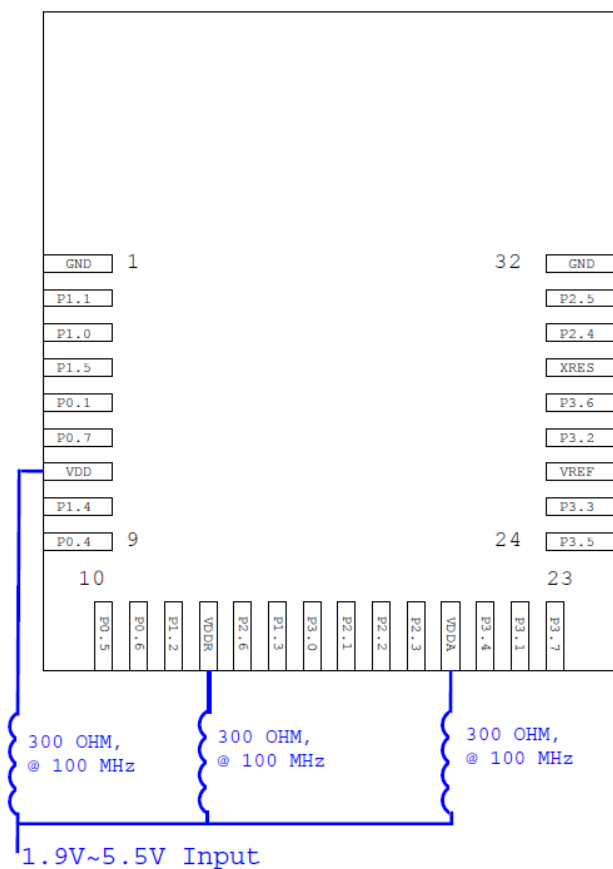 GND 1
P1.1
P1.0
P1.5
P0.1
P0.7
VDD
P1.4
P0.4 9
32 GND
P2.5
P2.4
XRES
P3.6
P3.2
VREF
P3.3
24 P3.5
10
23
P0.5
P0.6
P1.2
VDDR
P2.6
P1.3
P3.0
P2.1
P2.2
P2.3
VDDA
P3.4
P3.1
P3.7
300 OHM,
@ 100 MHz
300 OHM,
@ 100 MHz
300 OHM,
@ 100 MHz
1.9V~5.5V Input